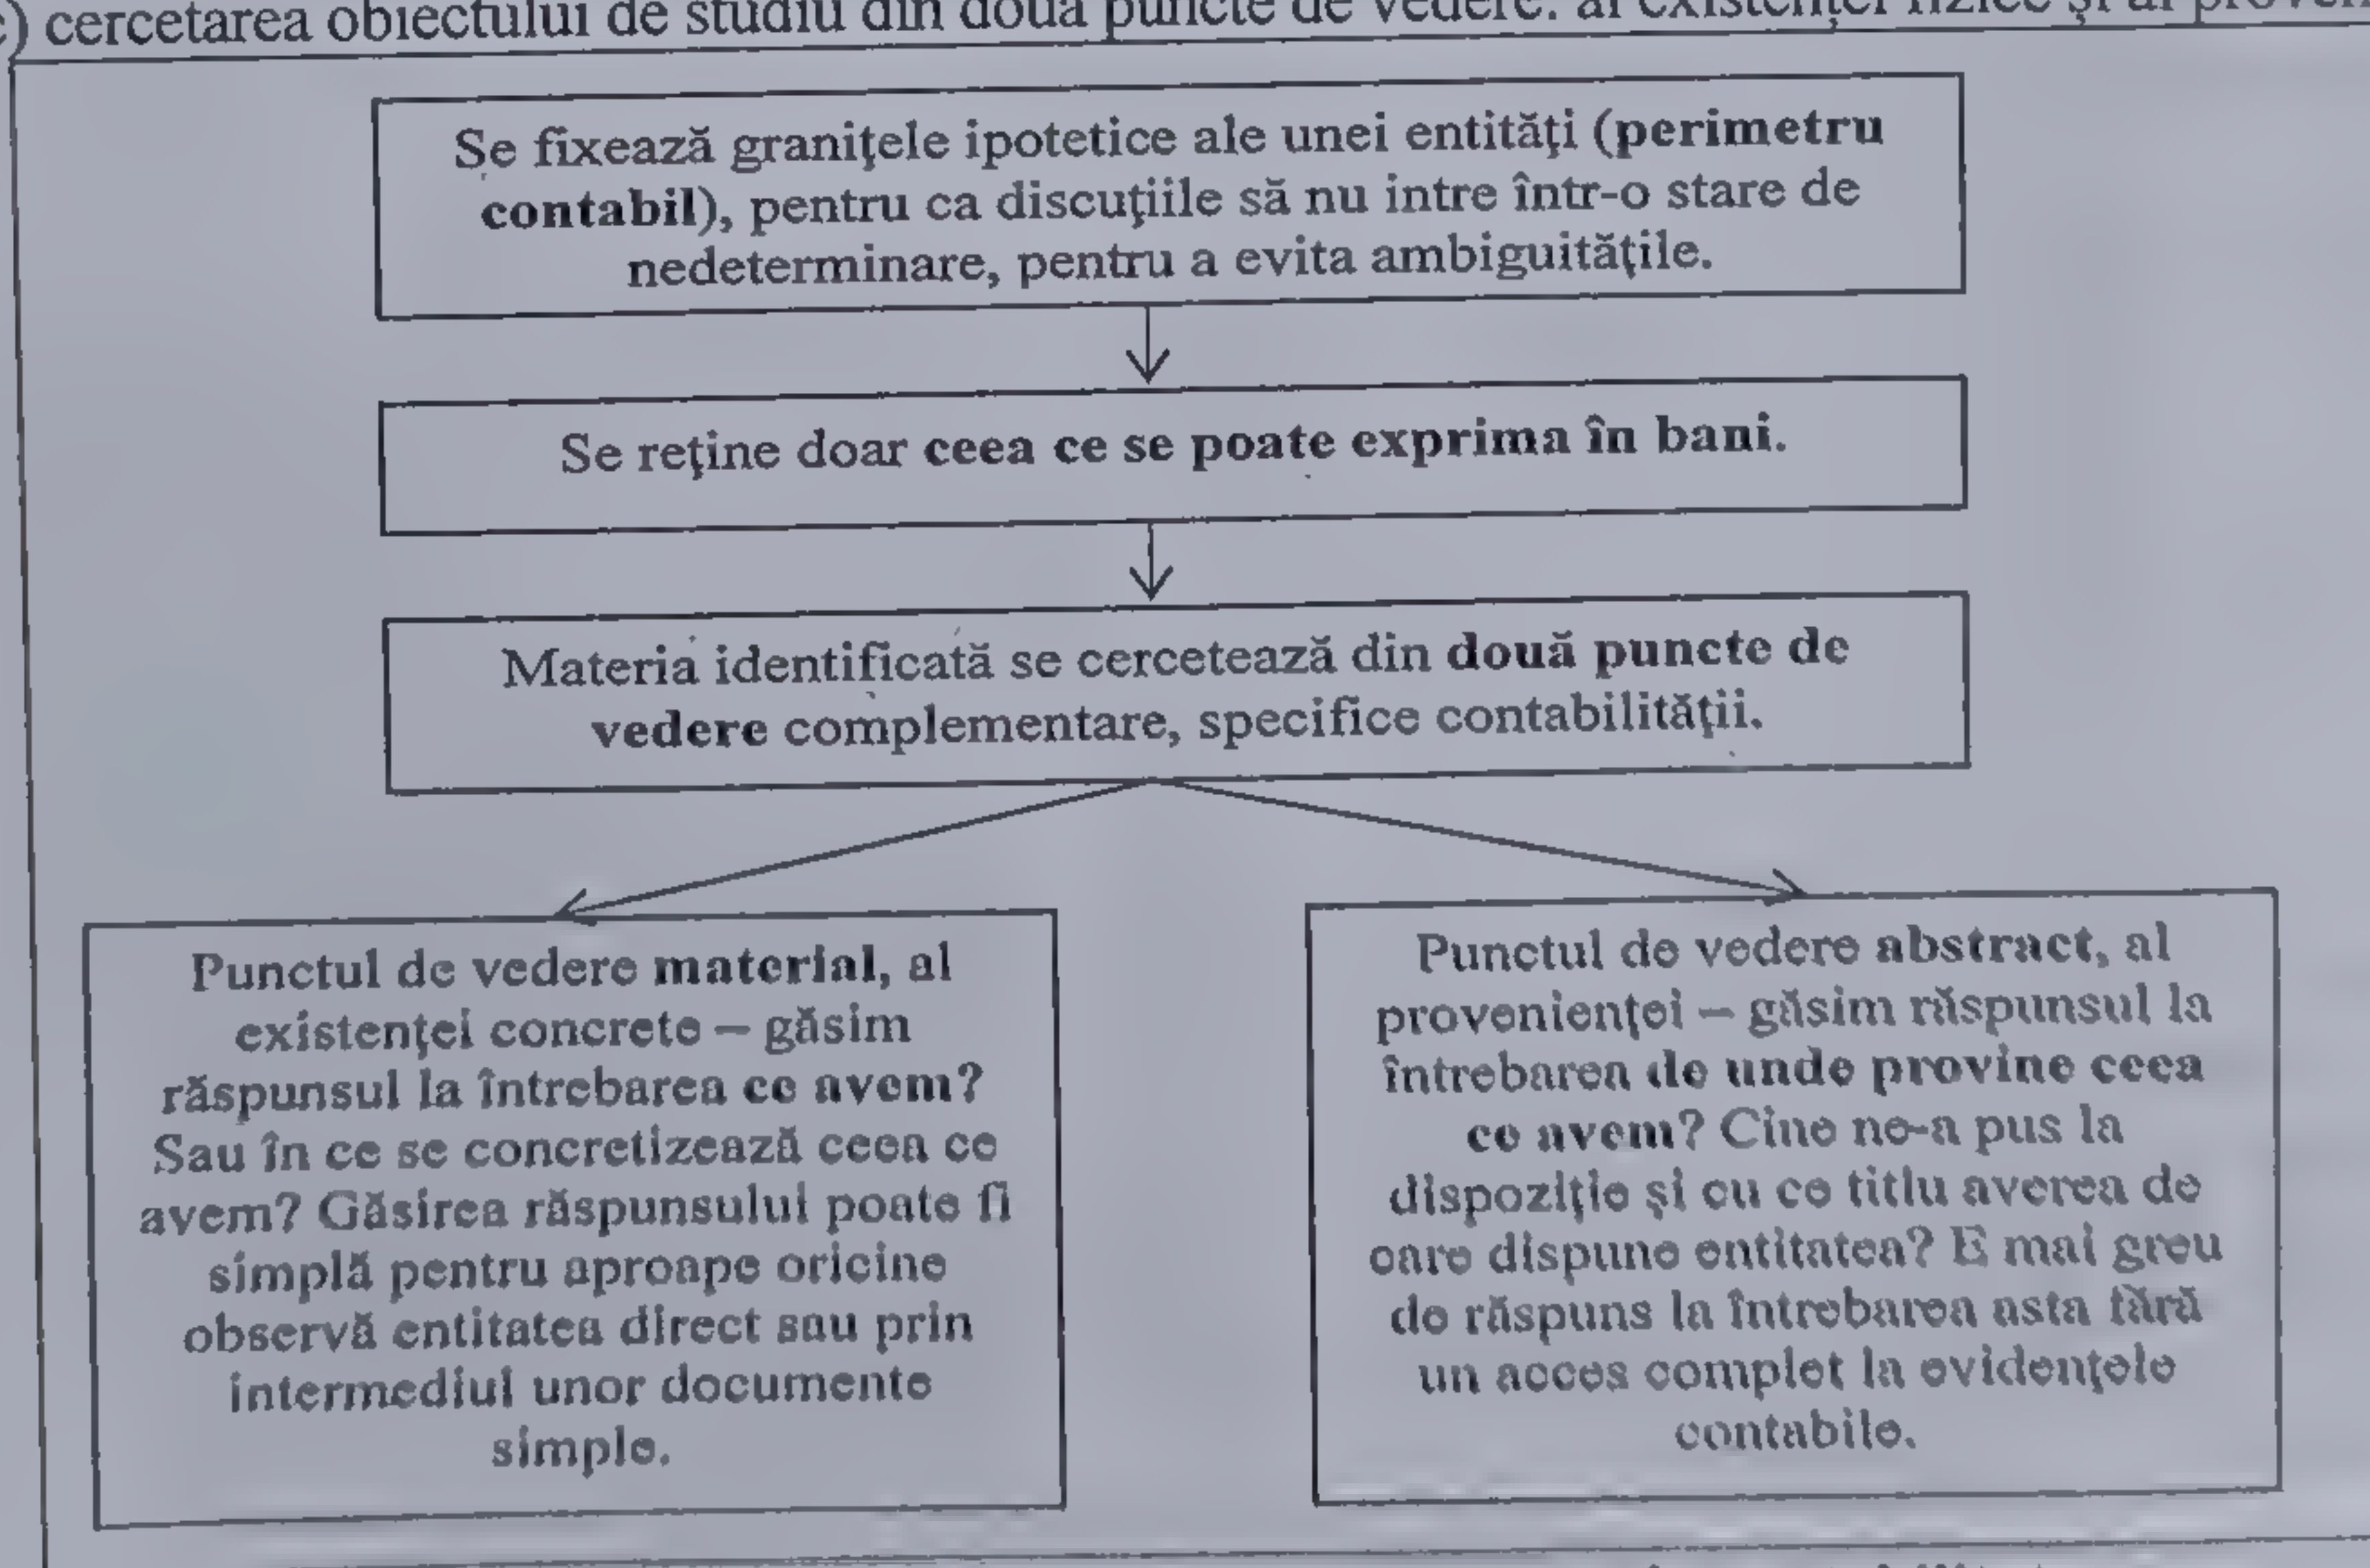 c) cercetarea obiectului de studiu din două puncte de vedere: al existenței fizice și al
Se fixează graniţele ipotetice ale unei entităţi (perimetru
contabil), pentru ca discuţiile să nu intre într-o stare de
nedeterminare, pentru a evita ambiguităţile.
Se reţine doar ceea ce se poate exprima în bani.
Materia identificată se cercetează din două puncte de
vedere complementare, specifice contabilităţii.
Punctul de vedere material, al
existenţei concrete – găsim
răspunsul la întrebarea ce avem?
Sau în ce se concretizează ceea ce
avem? Găsirea răspunsului poate fi
simplă pentru aproape oricine
observă entitatea direct sau prin
intermediul unor documente
simple.
Punctul de vedere abstract, al
provenienţei – găsim răspunsul la
întrebarea de unde provine ceea
ce avem? Cine ne-a pus la
dispoziţie şi cu ce titlu averea de
care dispune entitatea? E mai greu
de răspuns la întrebarea asta fără
un acces complet la evidenţele
contabile.